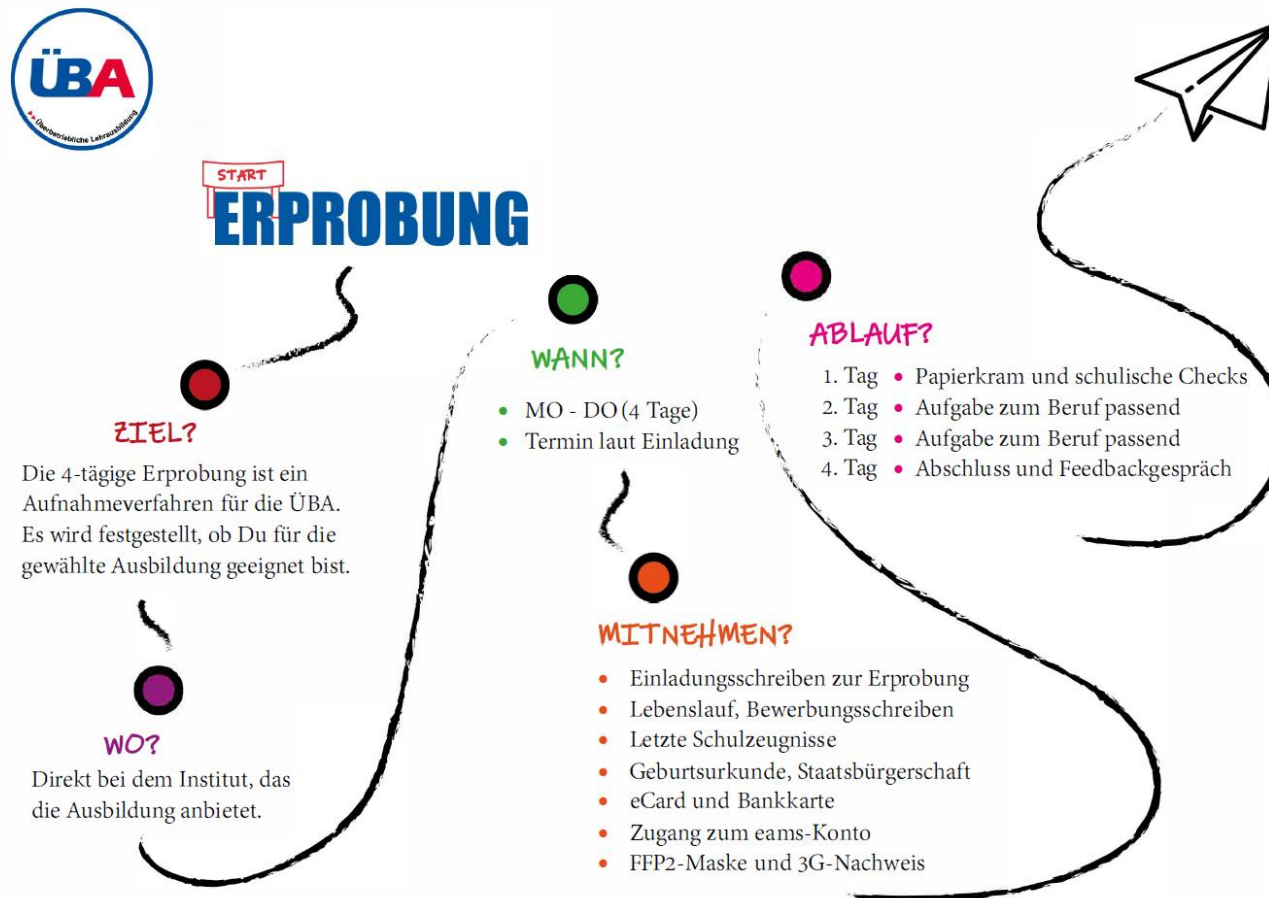 ÜBA
Überbetriebliche Lehrausbildung
START
ERPROBUNG
ZIEL?
Die 4-tägige Erprobung ist ein
Aufnahmeverfahren für die ÜBA.
Es wird festgestellt, ob Du für die
gewählte Ausbildung geeignet bist.
WO?
Direkt bei dem Institut, das
die Ausbildung anbietet.
WANN?
• MO - DO (4 Tage)
• Termin laut Einladung
MITNEHMEN?
• Einladungsschreiben zur Erprobung
• Lebenslauf, Bewerbungsschreiben
• Letzte Schulzeugnisse
• Geburtsurkunde, Staatsbürgerschaft
• eCard und Bankkarte
• Zugang zum eams-Konto
• FFP2-Maske und 3G-Nachweis
ABLAUF?
1. Tag • Papierkram und schulische Checks
2. Tag • Aufgabe zum Beruf passend
3. Tag • Aufgabe zum Beruf passend
4. Tag • Abschluss und Feedbackgespräch